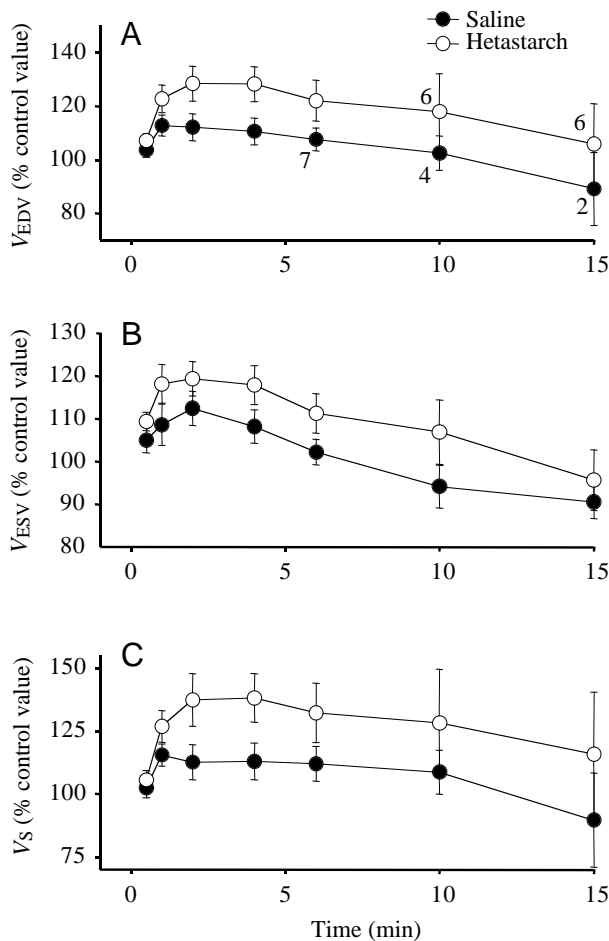 Saline
Hetastarch
A
140
120
100
80
V_EDV (% control value)
6
6
7
4
2
0 5 10 15
B
130
120
110
100
90
80
V_ESV (% control value)
0 5 10 15
C
150
125
100
75
V_S (% control value)
0 5 10 15
Time (min)